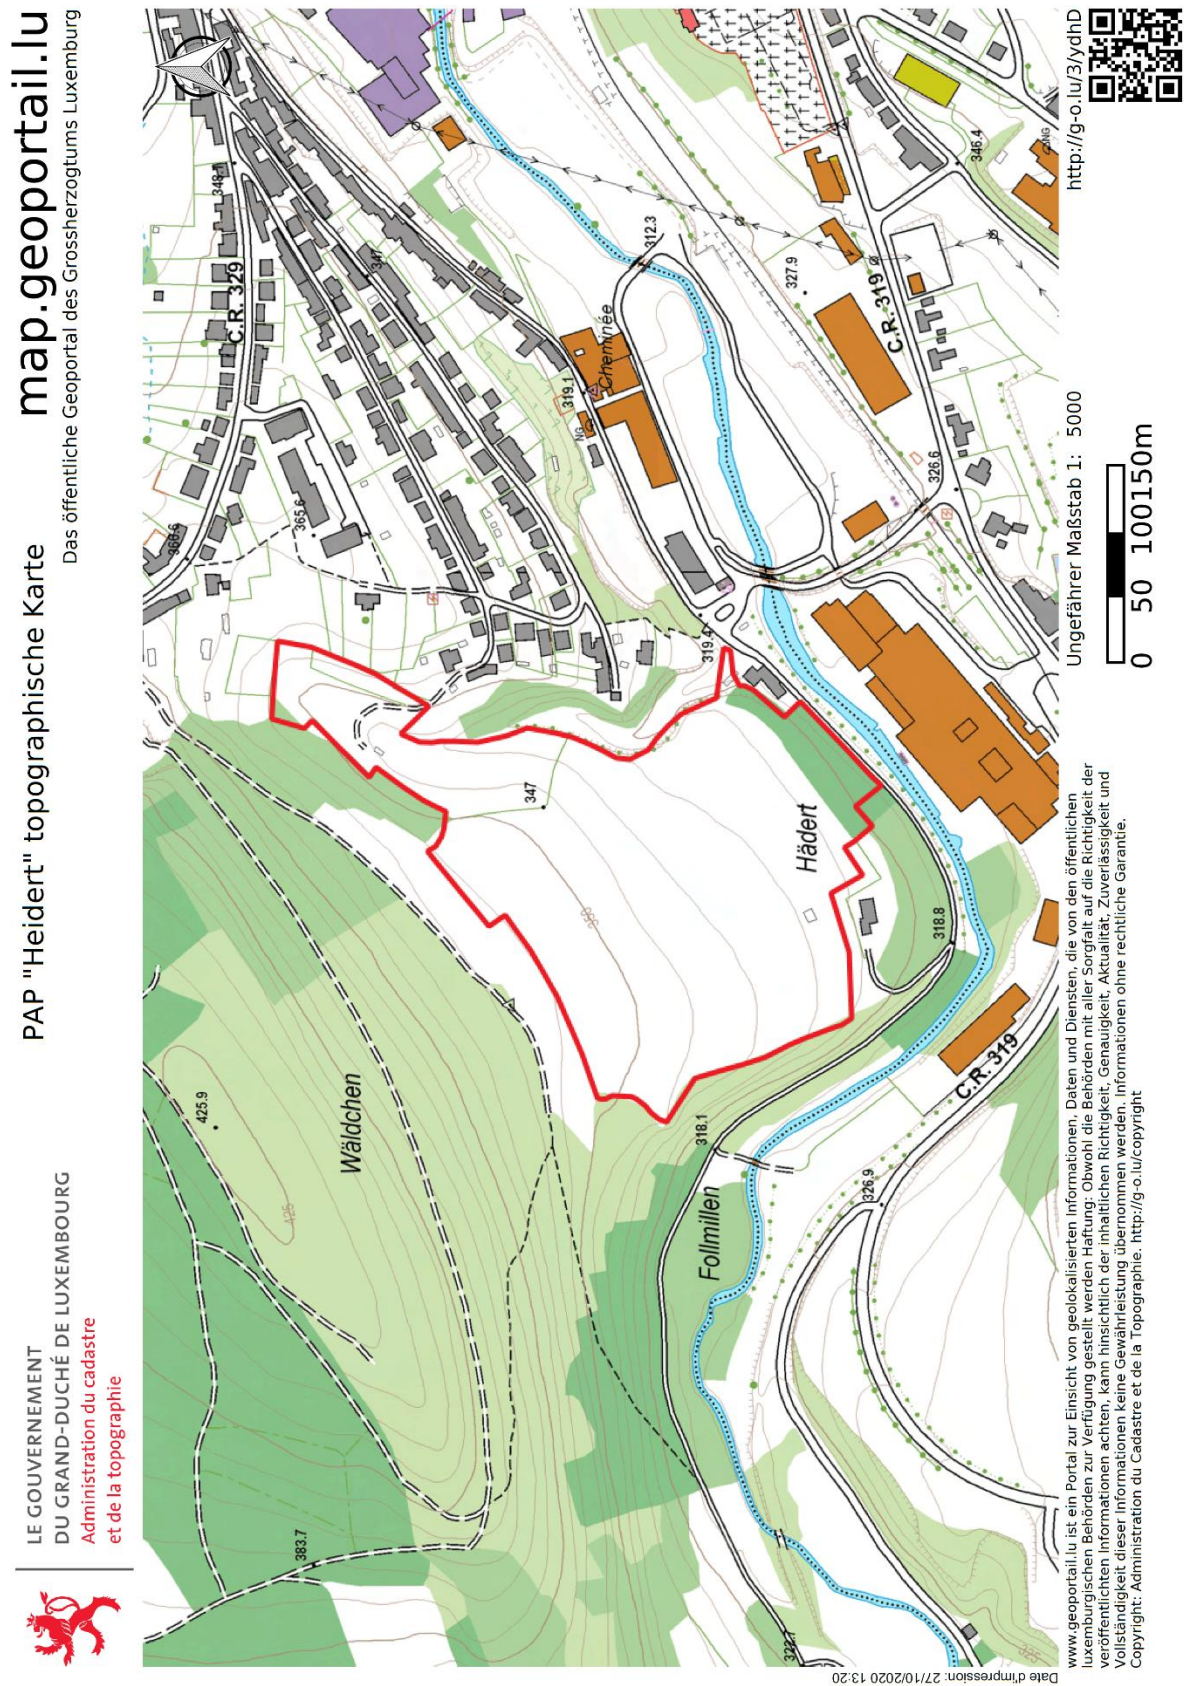 LE GOUVERNEMENT
DU GRAND-DUCHÉ DE LUXEMBOURG
Administration du cadastre
et de la topographie
PAP "Heidert" topographische Karte
map.geoportail.lu
Das öffentliche Geoportal des Grossherzogtums Luxemburg
C.R. 329
347
365.6
425.9
425
Wäldchen
383.7
347
350
Hädert
319.1
Cheminée
NG
312.3
327.9
C.R. 319
346.4
NG
326.6
319.4
318.8
318.1
Follmillen
C.R. 319
326.9
325
Date d'impression: 27/10/2020 13:20
www.geoportail.lu ist ein Portal zur Einsicht von geolokalisierten Informationen, Daten und Diensten, die von den öffentlichen
luxemburgischen Behörden zur Verfügung gestellt werden Haftung: Obwohl die Behörden mit aller Sorgfalt auf die Richtigkeit der
veröffentlichten Informationen achten, kann hinsichtlich der inhaltlichen Richtigkeit, Genauigkeit, Aktualität, Zuverlässigkeit und
Vollständigkeit dieser Informationen keine Gewährleistung übernommen werden. Informationen ohne rechtliche Garantie.
Copyright: Administration du Cadastre et de la Topographie. http://g-o.lu/copyright
Ungefährer Maßstab 1: 5000
0 50 100150m
http://g-o.lu/3/ydhD